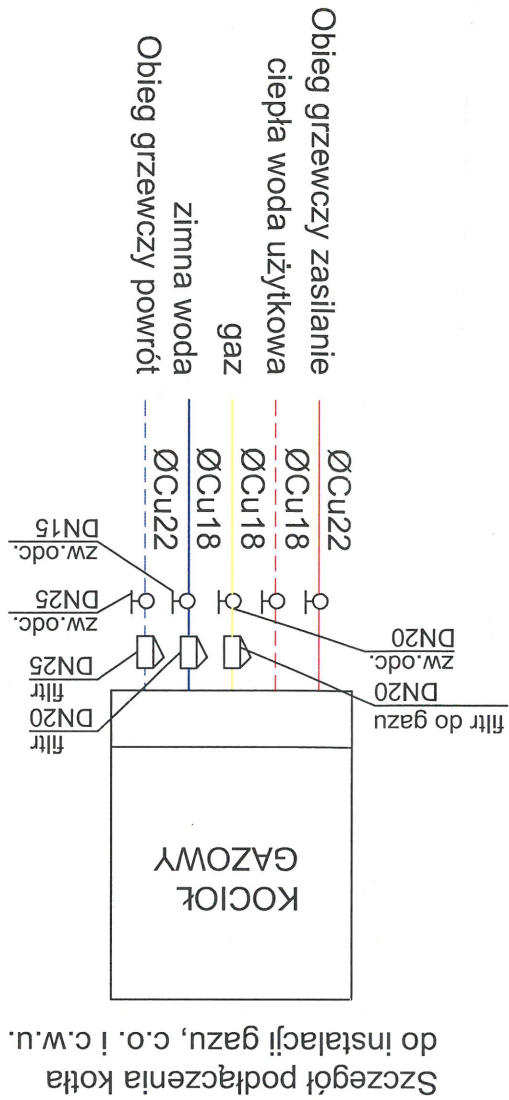 Szczegół podłączenia kotła
do instalacji gazu, c.o. i c.w.u.
KOCIOŁ
GAZOWY
filtr do gazu
DN20
zw.odc.
DN20
filtr
DN20
filtr
DN25
zw.odc.
DN25
zw.odc.
DN15
ØCu22
ØCu18
ØCu18
ØCu18
ØCu22
Obieg grzewczy zasilanie
ciepła woda użytkowa
gaz
zimna woda
Obieg grzewczy powrót